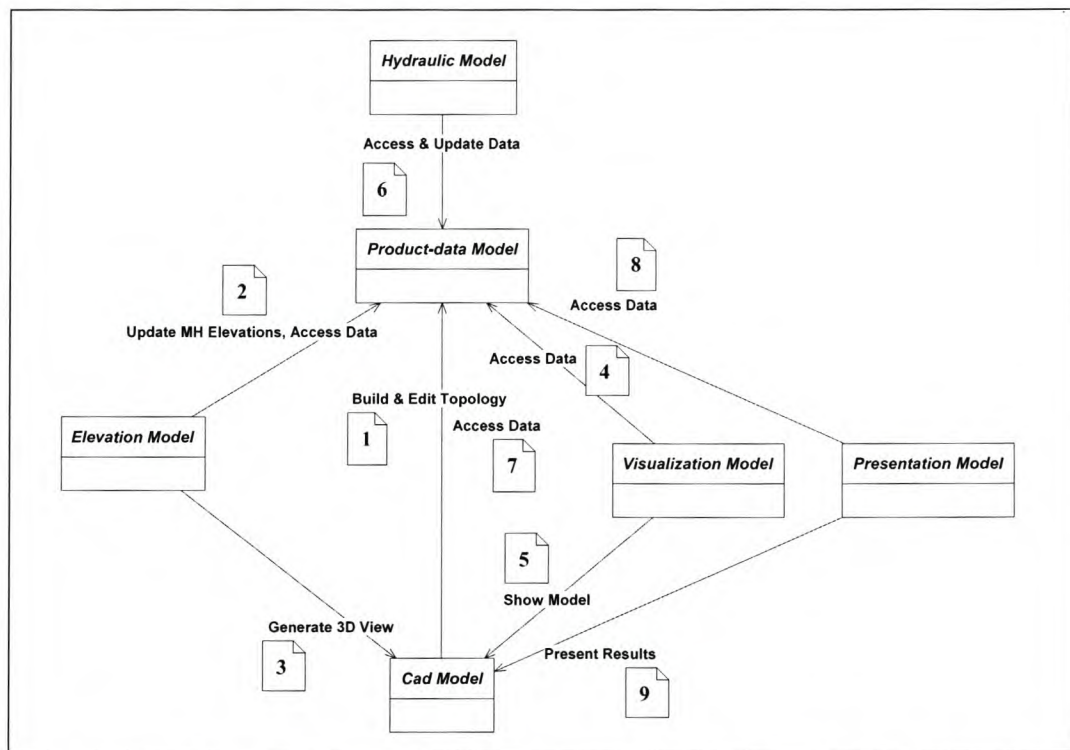 Hydraulic Model
Access & Update Data
6
Product-data Model
8
2
Access Data
Update MH Elevations, Access Data
Access Data
4
Build & Edit Topology
Elevation Model
1
Access Data
7
Visualization Model
Presentation Model
5
Show Model
Generate 3D View
3
Present Results
Cad Model
9